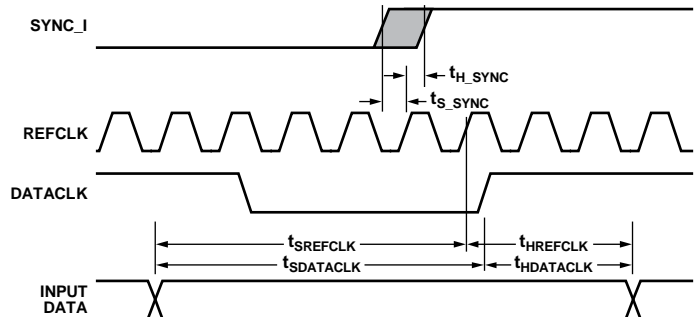 SYNC_I
tH_SYNC
tS_SYNC
REFCLK
DATACLK
tSREFCLK
tHREFCLK
tSDATACLK
tHDATACLK
INPUT
DATA